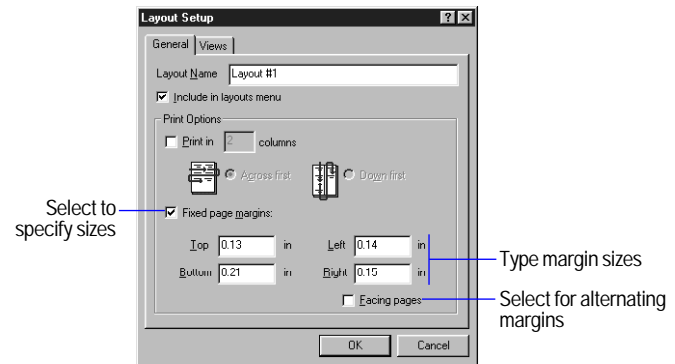 Layout Setup
General Views
Layout Name Layout #1
Include in layouts menu
Print Options
Print in 2 columns
Across first Down first
Select to
specify sizes
Fixed page margins:
Top 0.13 in Left 0.14 in
Bottom 0.21 in Right 0.15 in
Type margin sizes
Facing pages
Select for alternating
margins
OK Cancel